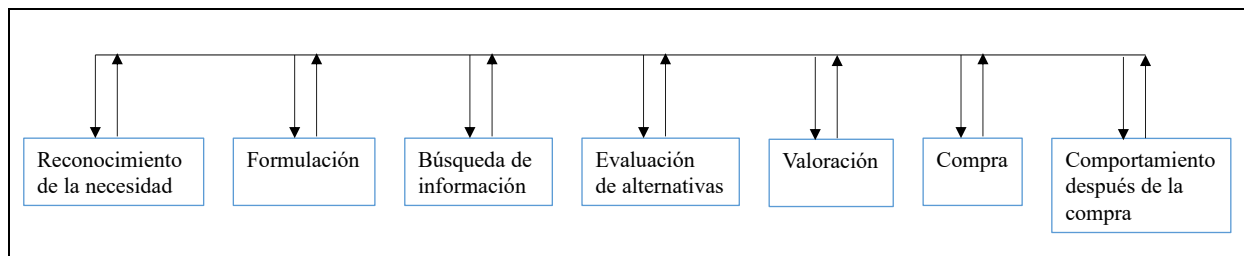 Reconocimiento
de la necesidad
Formulación
Búsqueda de
información
Evaluación
de alternativas
Valoración
Compra
Comportamiento
después de la
compra